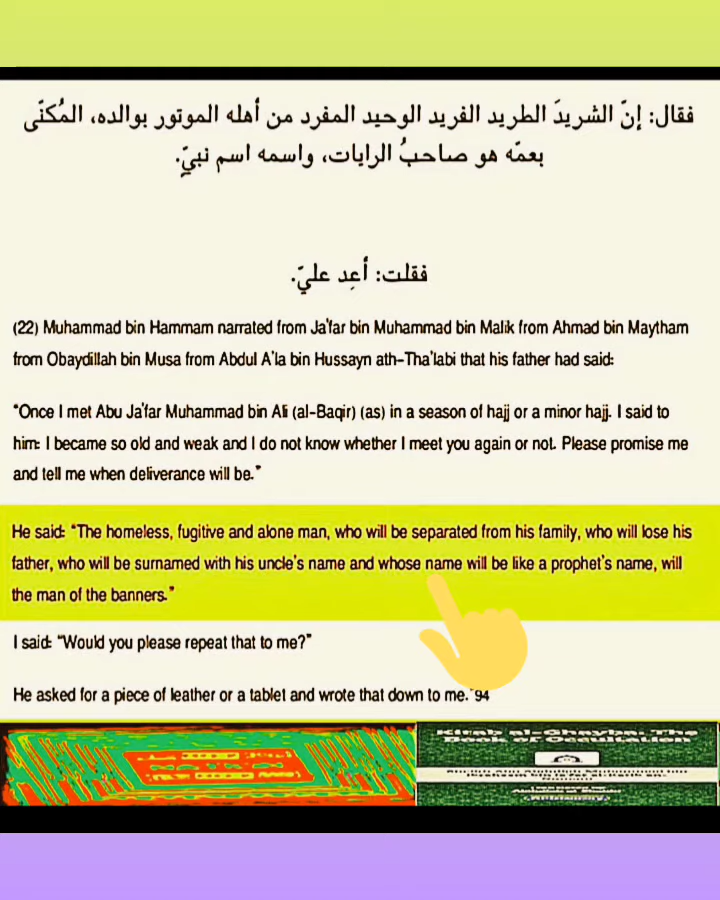 فقال: إنّ الشريدَ الطريد الفريد الوحيد المفرد من أهله الموتور بوالده، المُكنّى
بعمّه هو صاحبُ الرايات، واسمه اسم نبيّ.
فقلت: أعِد عليّ.
(22) Muhammad bin Hammam narrated from Ja'far bin Muhammad bin Malik from Ahmad bin Maytham
from Obaydillah bin Musa from Abdul A'la bin Hussayn ath-Tha'labi that his father had said:
"Once I met Abu Ja'far Muhammad bin Ali (al-Baqir) (as) in a season of hajj or a minor hajj. I said to
him: I became so old and weak and I do not know whether I meet you again or not. Please promise me
and tell me when deliverance will be."
He said: "The homeless, fugitive and alone man, who will be separated from his family, who will lose his
father, who will be surnamed with his uncle's name and whose name will be like a prophet's name, will
the man of the banners."
I said: "Would you please repeat that to me?"
He asked for a piece of leather or a tablet and wrote that down to me."94
Kitab al-Ghayba: The
Book of Occultation